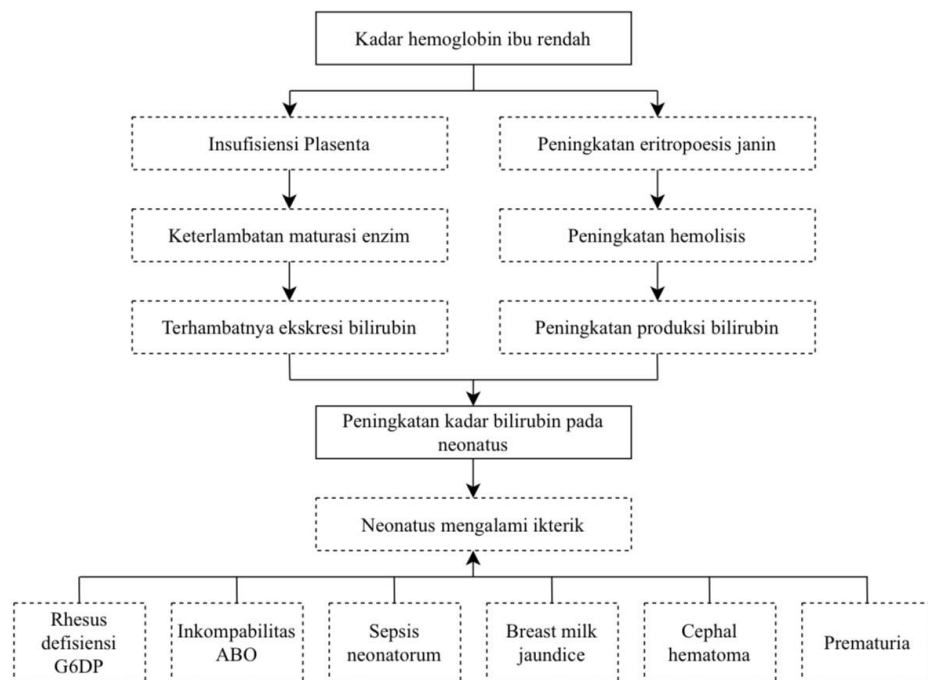 Kadar hemoglobin ibu rendah
Insufisiensi Plasenta
Peningkatan eritropoesis janin
Keterlambatan maturasi enzim
Peningkatan hemolisis
Terhambatnya ekskresi bilirubin
Peningkatan produksi bilirubin
Peningkatan kadar bilirubin pada
neonatus
Neonatus mengalami ikterik
Rhesus
defisiensi
G6DP
Inkompabilitas
ABO
Sepsis
neonatorum
Breast milk
jaundice
Cephal
hematoma
Prematuria